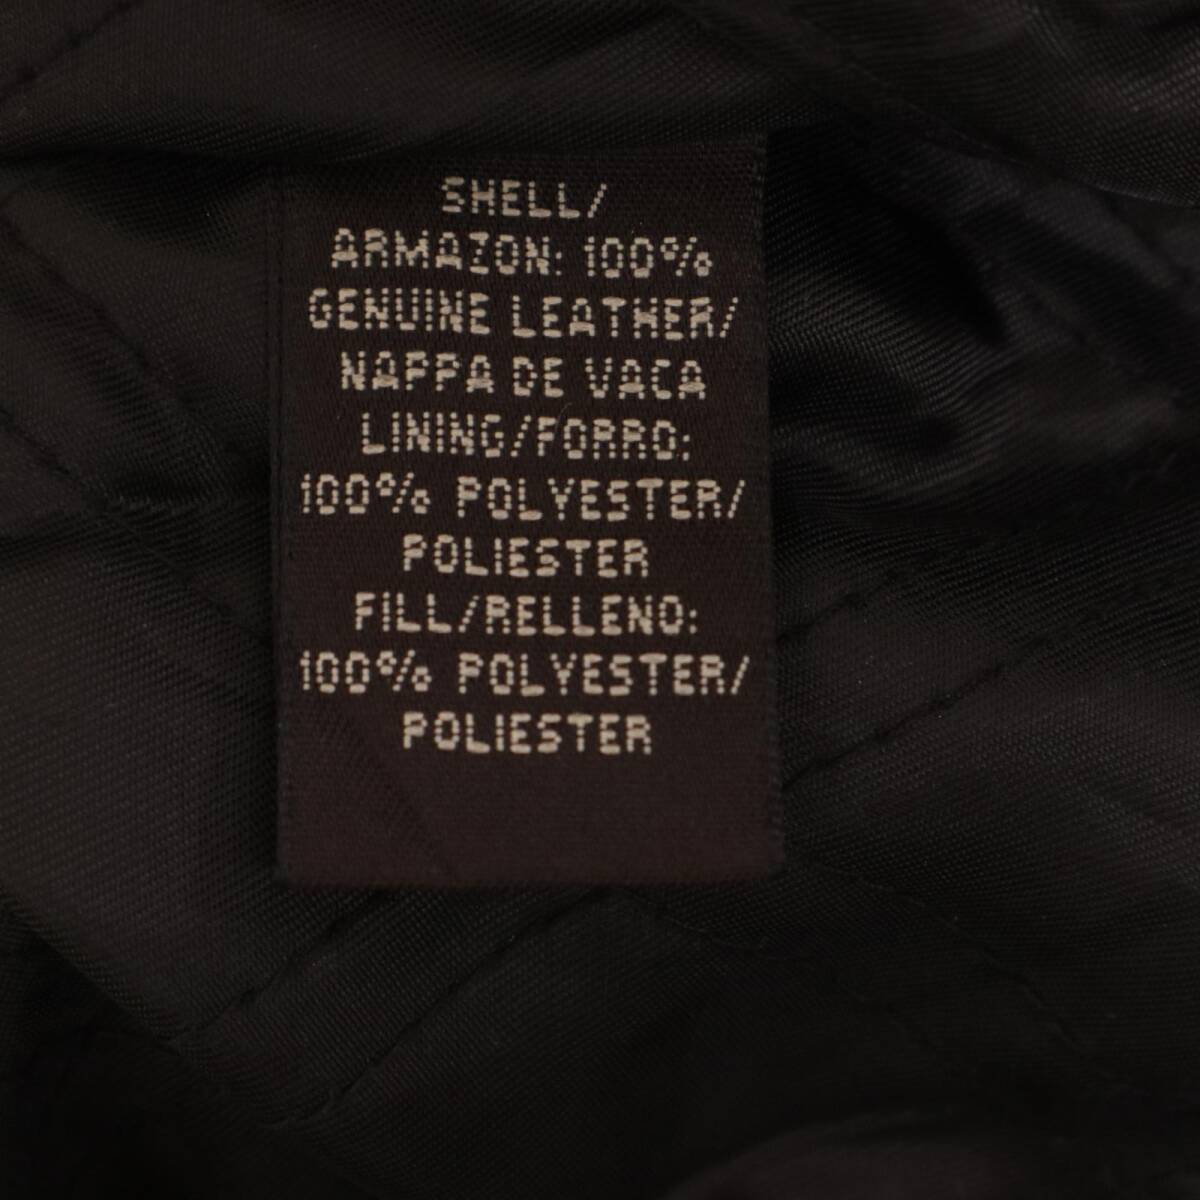 SHELL/
ARMAZON: 100%
GENUINE LEATHER/
NAPPA DE VACA
LINING/FORRO:
100% POLYESTER/
POLIESTER
FILL/RELLENO:
100% POLYESTER/
POLIESTER